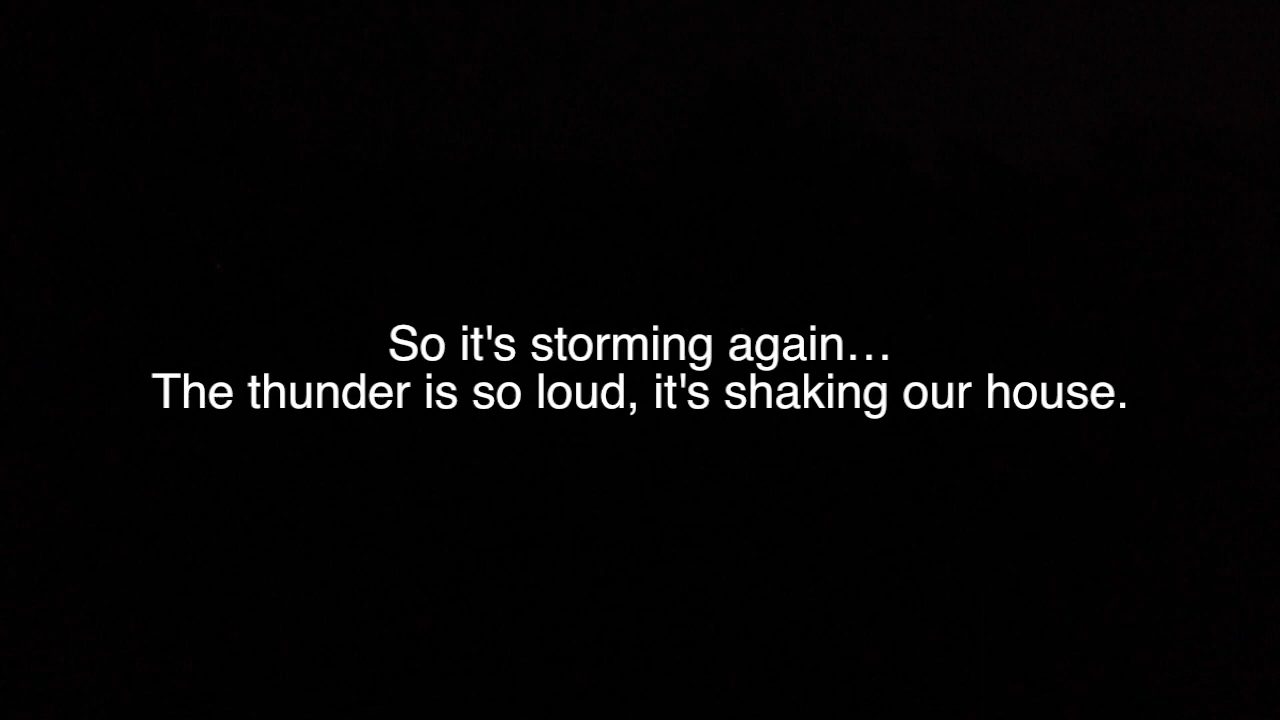 So it's storming again…
The thunder is so loud, it's shaking our house.